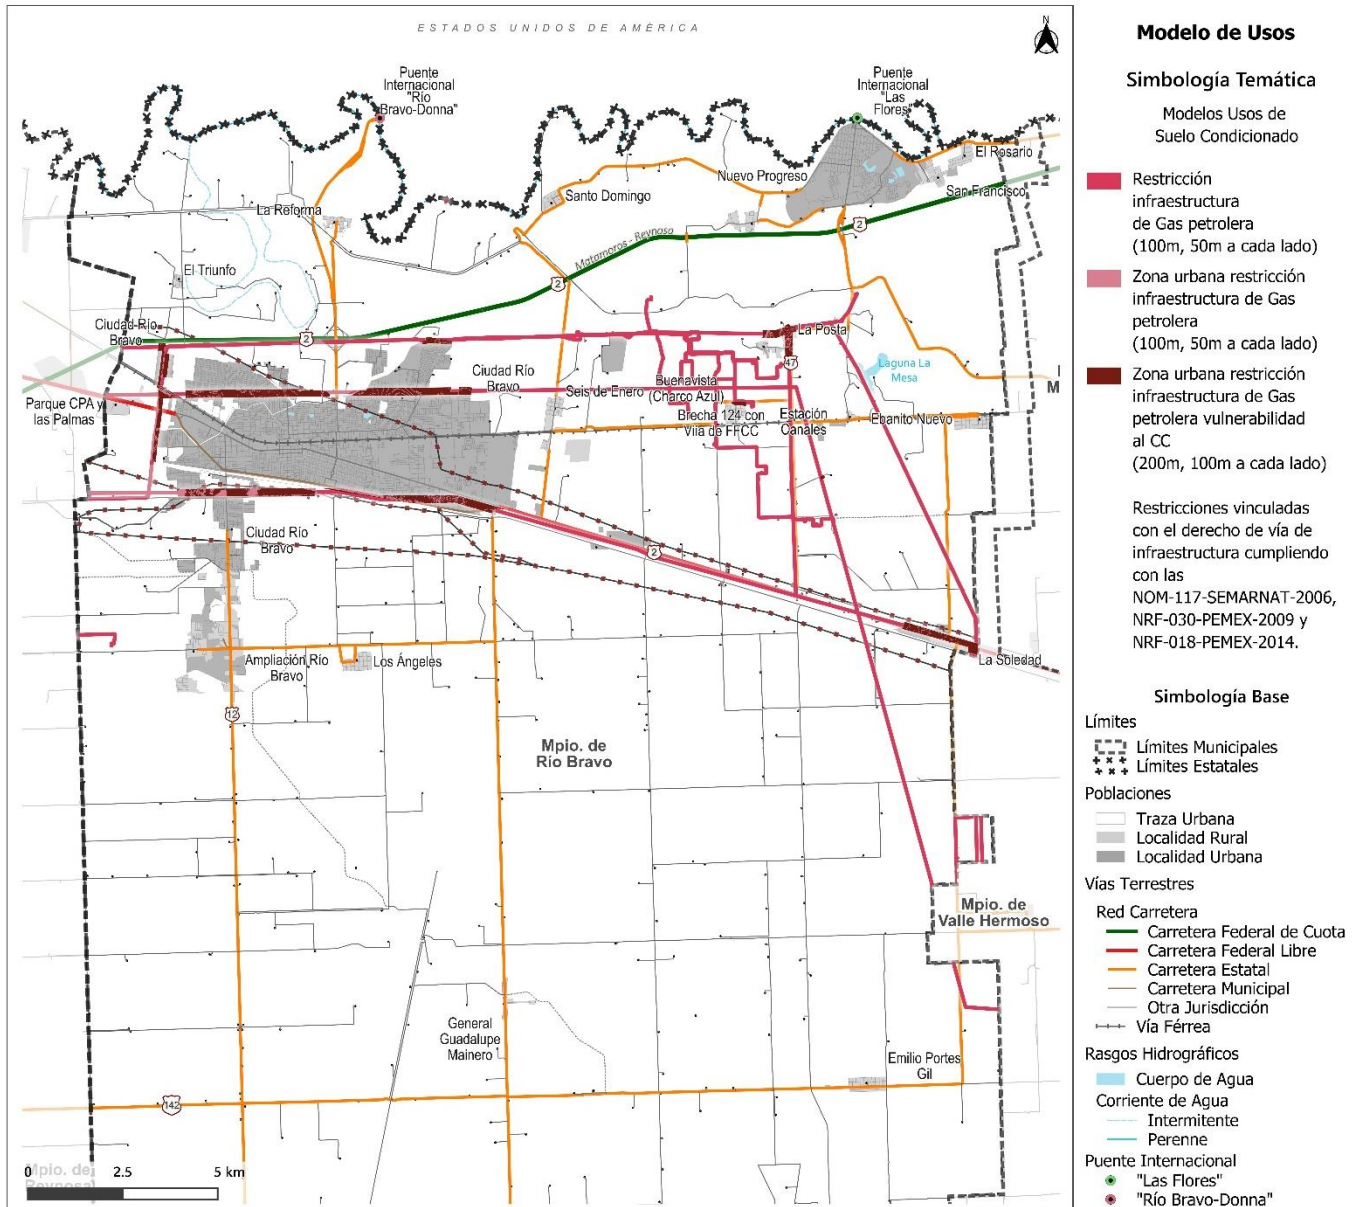 ESTADOS UNIDOS DE AMÉRICA
N
Puente
Internacional
"Río
Bravo-Donna"
Puente
Internacional
"Las
Flores"
El Rosario
Nuevo Progreso
San Francisco
Santo Domingo
La Reforma
2
Matamoros - Reynosa
El Triunfo
2
Ciudad Río
Bravo
2
La Posta
47
Laguna La
Mesa
Ciudad Río
Bravo
Seis de Enero
Buenavista
(Charco Azul)
Parque CPA y
las Palmas
Brecha 124 con
Vía de FFCC
Estación
Canales
Ebanito Nuevo
M
Ciudad Río
Bravo
2
Ampliación Río
Bravo
Los Ángeles
La Soledad
12
Mpio. de
Río Bravo
Mpio. de
Valle Hermoso
General
Guadalupe
Mainero
Emilio Portes
Gil
142
Mpio. de
Reynosa
0 2.5 5 km
Modelo de Usos
Simbología Temática
Modelos Usos de
Suelo Condicionado
Restricción
infraestructura
de Gas petrolera
(100m, 50m a cada lado)
Zona urbana restricción
infraestructura de Gas
petrolera
(100m, 50m a cada lado)
Zona urbana restricción
infraestructura de Gas
petrolera vulnerabilidad
al CC
(200m, 100m a cada lado)
Restricciones vinculadas
con el derecho de vía de
infraestructura cumpliendo
con las
NOM-117-SEMARNAT-2006,
NRF-030-PEMEX-2009 y
NRF-018-PEMEX-2014.
Simbología Base
Límites
Límites Municipales
Límites Estatales
Poblaciones
Traza Urbana
Localidad Rural
Localidad Urbana
Vías Terrestres
Red Carretera
Carretera Federal de Cuota
Carretera Federal Libre
Carretera Estatal
Carretera Municipal
Otra Jurisdicción
Vía Férrea
Rasgos Hidrográficos
Cuerpo de Agua
Corriente de Agua
Intermitente
Perenne
Puente Internacional
"Las Flores"
"Río Bravo-Donna"